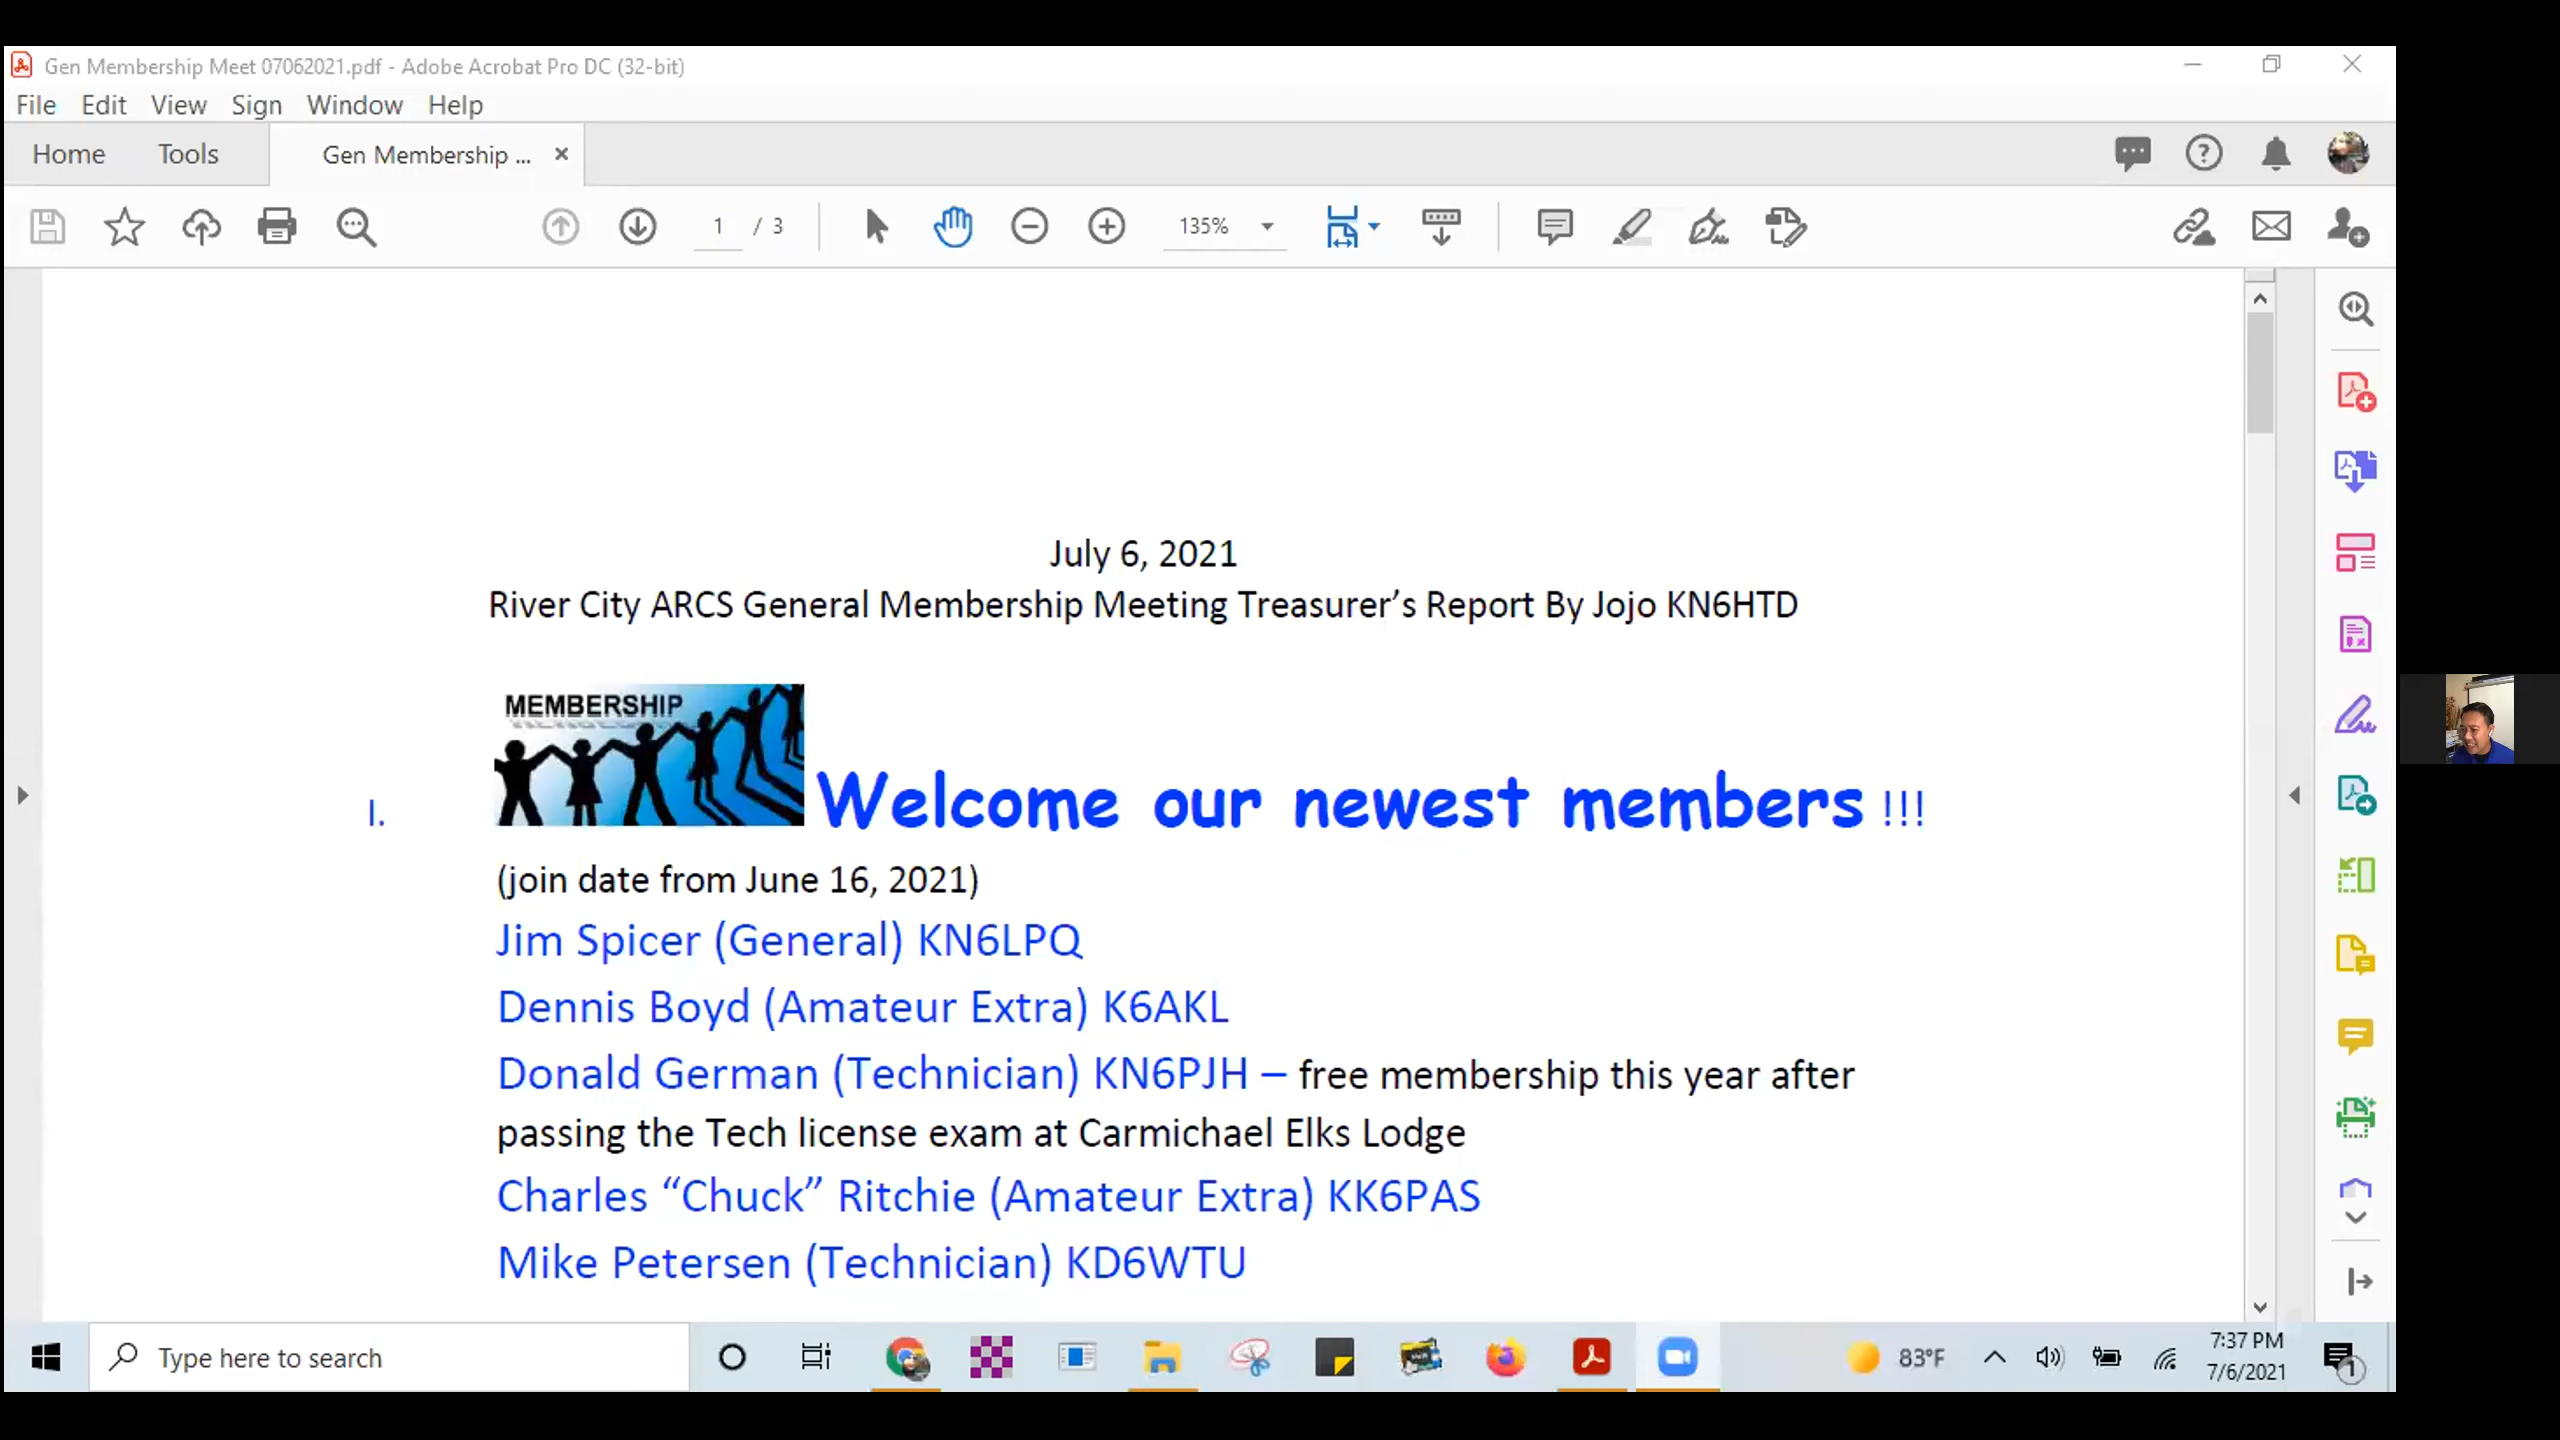 Gen Membership Meet 07062021.pdf - Adobe Acrobat Pro DC (32-bit)
File Edit View Sign Window Help
Home Tools Gen Membership ...
1 / 3 135%
July 6, 2021
River City ARCS General Membership Meeting Treasurer’s Report By Jojo KN6HTD
MEMBERSHIP
I. Welcome our newest members !!!
(join date from June 16, 2021)
Jim Spicer (General) KN6LPQ
Dennis Boyd (Amateur Extra) K6AKL
Donald German (Technician) KN6PJH – free membership this year after
passing the Tech license exam at Carmichael Elks Lodge
Charles “Chuck” Ritchie (Amateur Extra) KK6PAS
Mike Petersen (Technician) KD6WTU
Type here to search
83°F
7:37 PM
7/6/2021
1